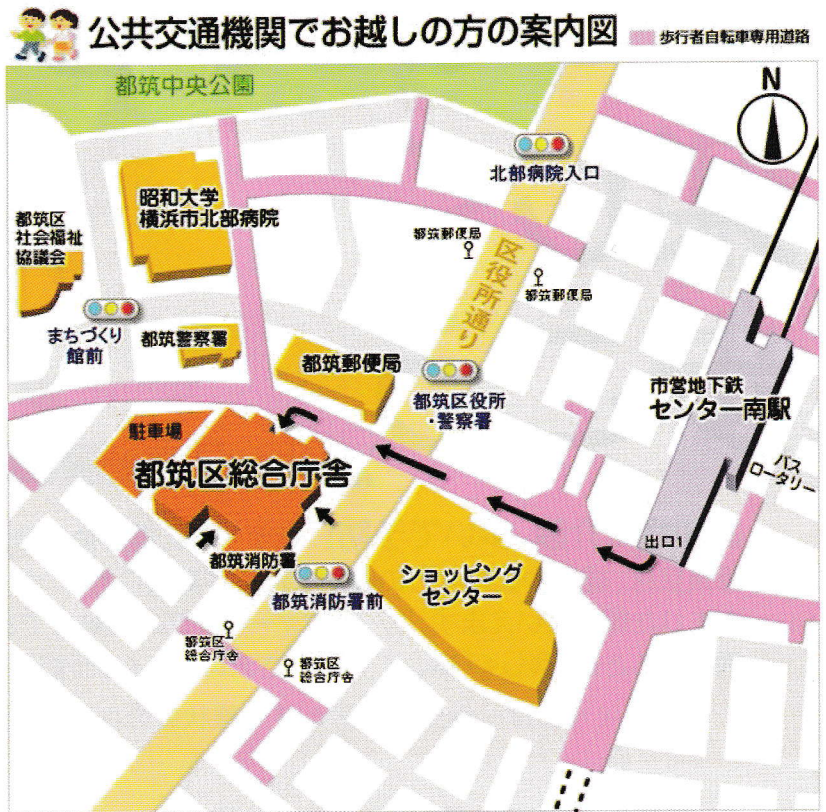 公共交通機関でお越しの方の案内図
歩行者自転車専用道路
都筑中央公園
N
北部病院入口
昭和大学
横浜市北部病院
都筑区
社会福祉
協議会
都筑郵便局
都筑郵便局
区役所通り
まちづくり
館前
都筑警察署
都筑郵便局
都筑区役所
・警察署
市営地下鉄
センター南駅
バス
ロータリー
駐車場
都筑区総合庁舎
都筑消防署
出口1
ショッピング
センター
都筑消防署前
都筑区
総合庁舎
都筑区
総合庁舎